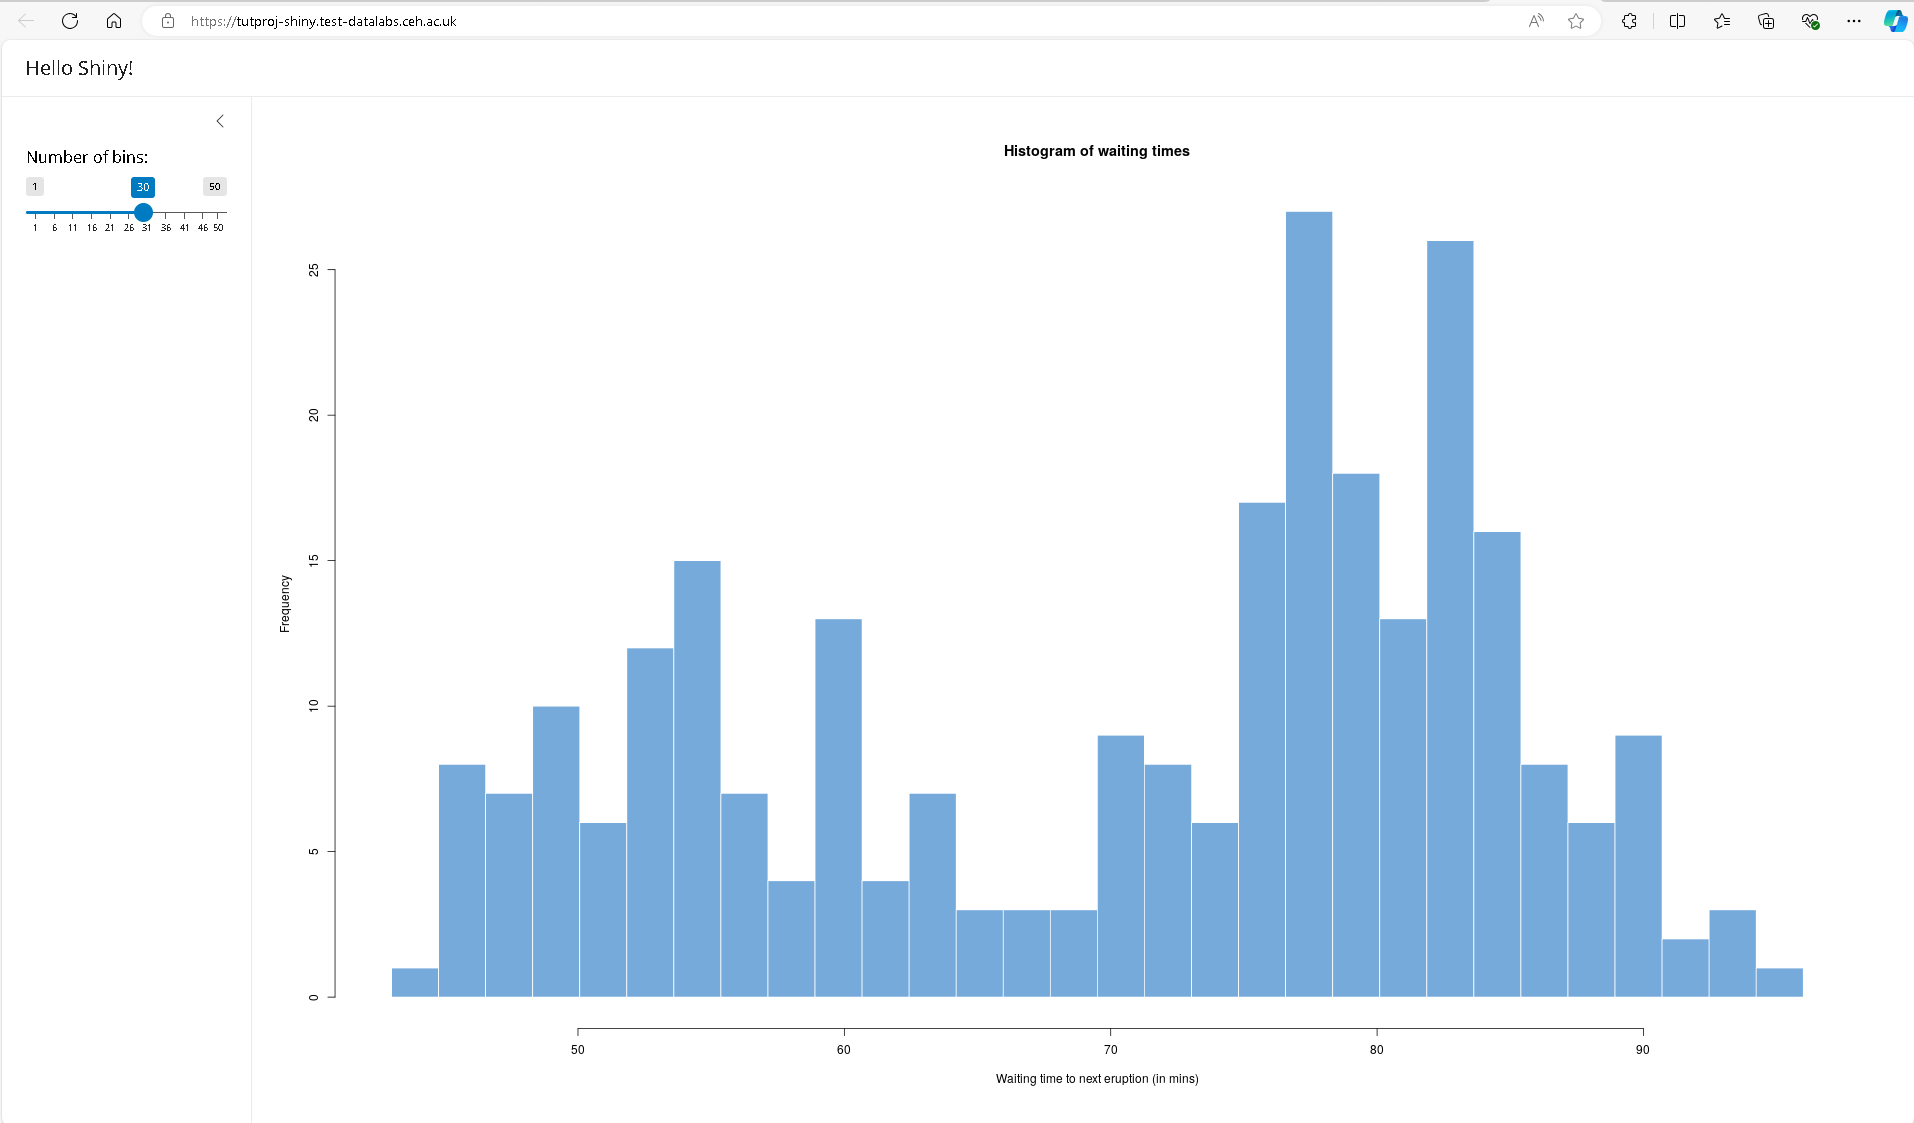 https://tutproj-shiny.test-datalabs.ceh.ac.uk
Hello Shiny!
Number of bins:
1 30 50
1 6 11 16 21 26 31 36 41 46 50
Histogram of waiting times
25
20
15
10
5
0
Frequency
50 60 70 80 90
Waiting time to next eruption (in mins)